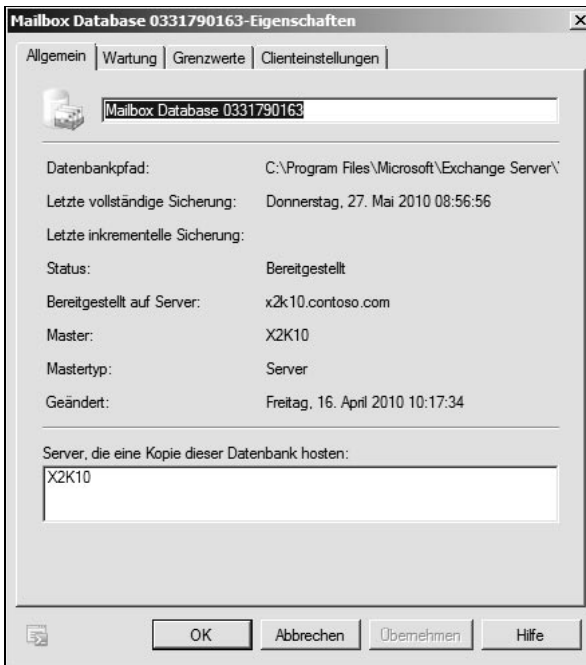 Mailbox Database 0331790163-Eigenschaften
Allgemein Wartung Grenzwerte Clienteinstellungen
Mailbox Database 0331790163
Datenbankpfad: C:\Program Files\Microsoft\Exchange Server\
Letzte vollständige Sicherung: Donnerstag, 27. Mai 2010 08:56:56
Letzte inkrementelle Sicherung:
Status: Bereitgestellt
Bereitgestellt auf Server: x2k10.contoso.com
Master: X2K10
Mastertyp: Server
Geändert: Freitag, 16. April 2010 10:17:34
Server, die eine Kopie dieser Datenbank hosten:
X2K10
OK Abbrechen Übernehmen Hilfe